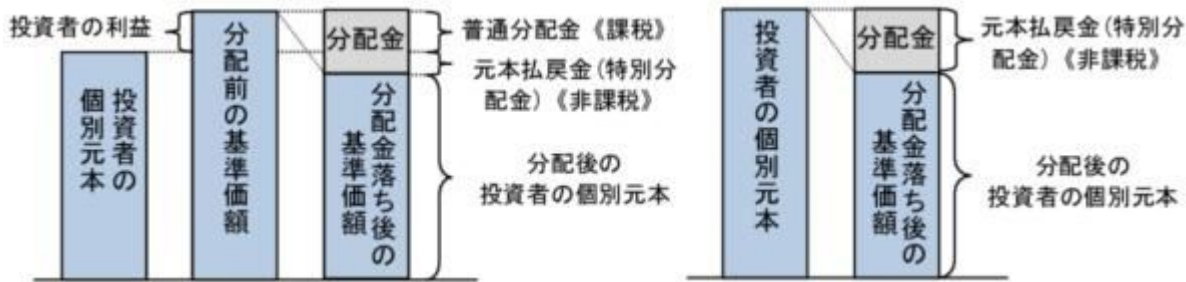 投資者の利益
投資者の
個別元本
分配前の基準価額
分配金
分配金落ち後の
基準価額
普通分配金《課税》
元本払戻金(特別分
配金)《非課税》
分配後の
投資者の個別元本
投資者の個別元本
分配金
分配金落ち後の
基準価額
元本払戻金(特別分
配金)《非課税》
分配後の
投資者の個別元本